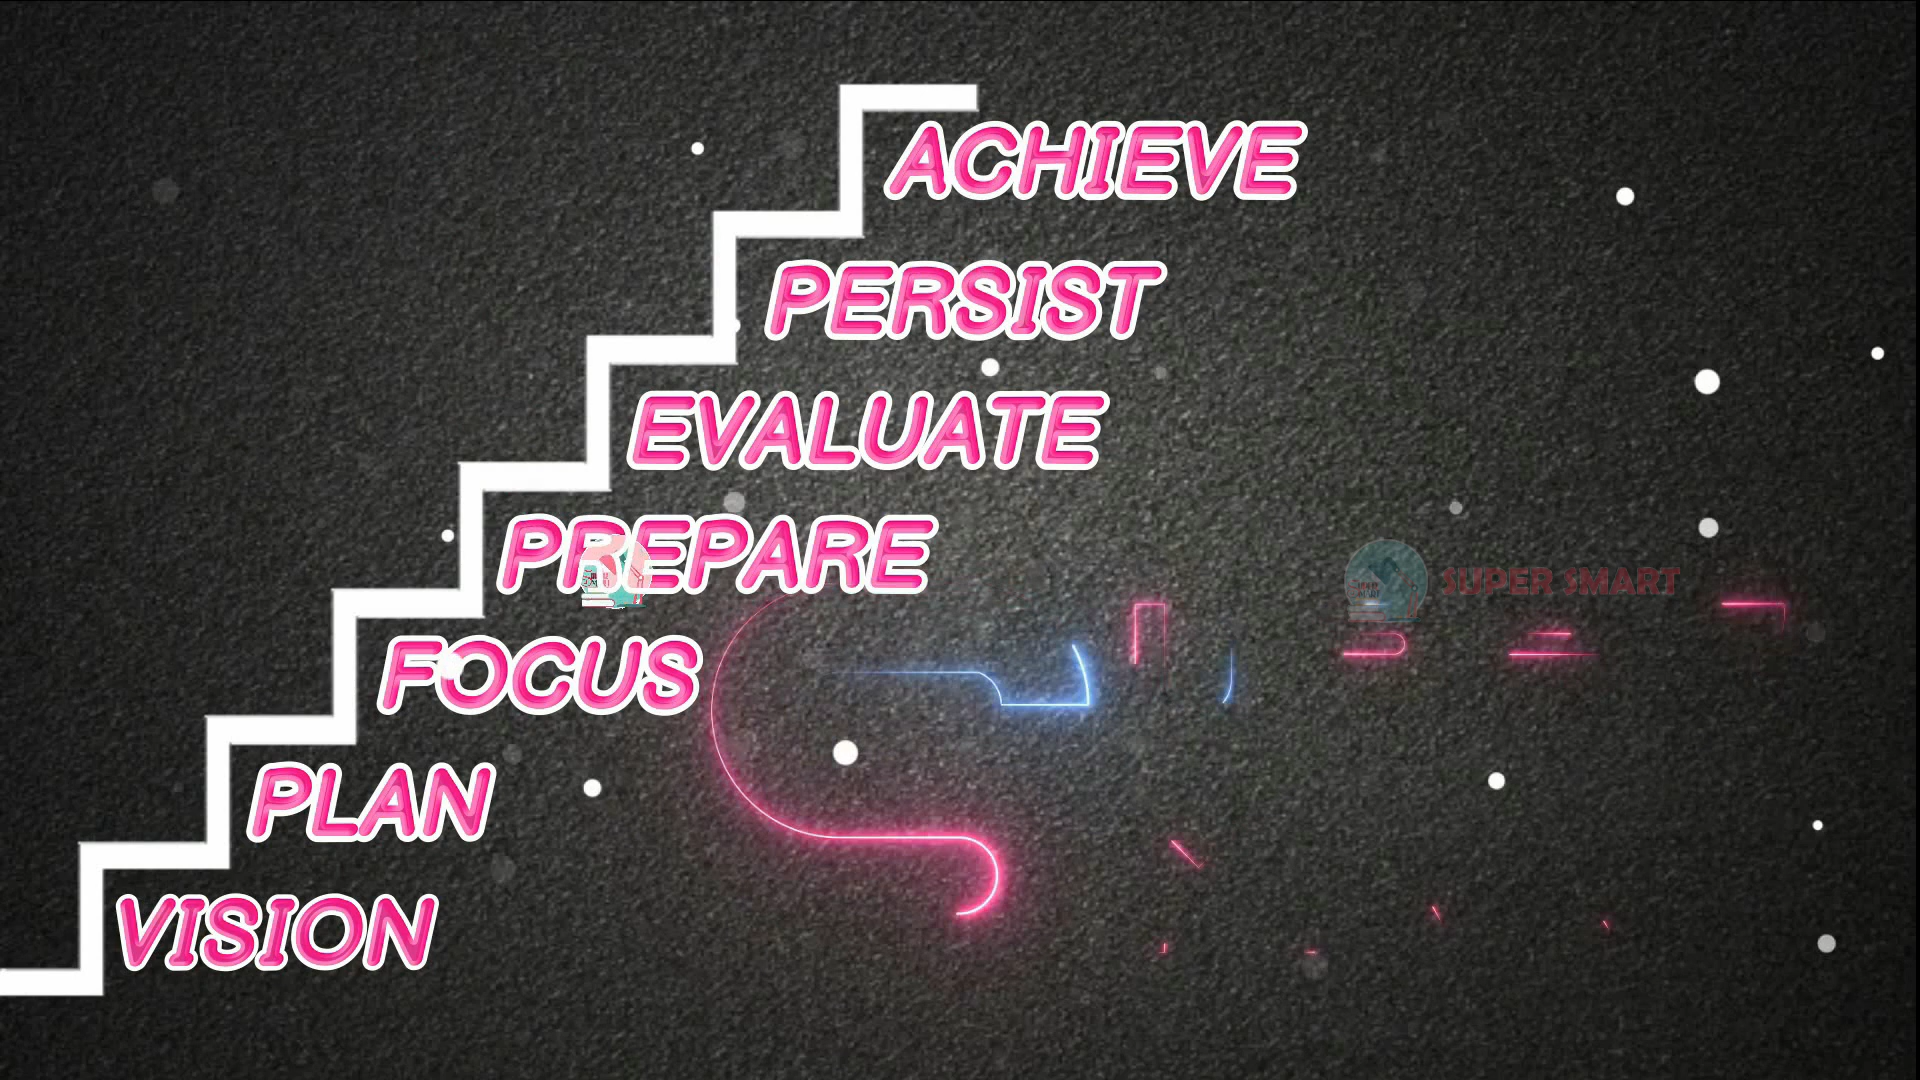 ACHIEVE
PERSIST
EVALUATE
PREPARE
SUPER SMART
FOCUS
PLAN
VISION